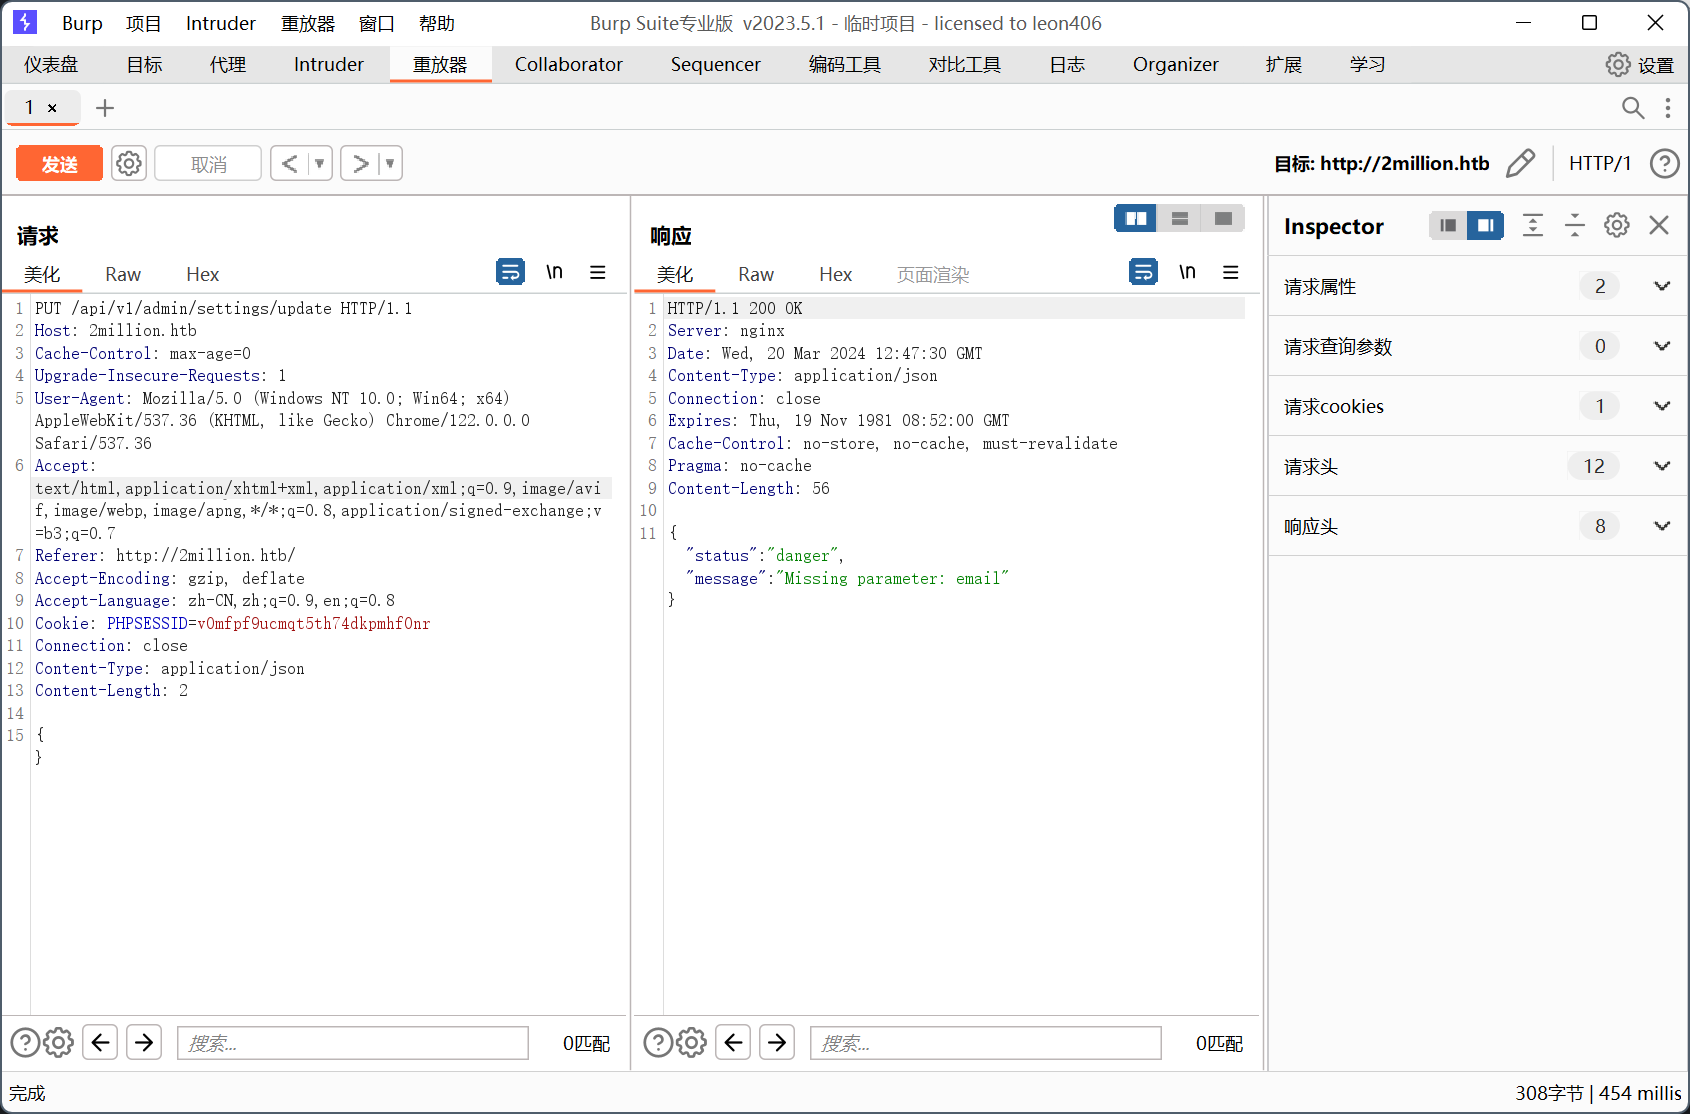 Burp 项目 Intruder 重放器 窗口 帮助 Burp Suite专业版 v2023.5.1 - 临时项目 - licensed to leon406
仪表盘 目标 代理 Intruder 重放器 Collaborator Sequencer 编码工具 对比工具 日志 Organizer 扩展 学习 设置
1 ×
发送 取消 < > 目标: http://2million.htb HTTP/1
请求
美化 Raw Hex \n
1 PUT /api/v1/admin/settings/update HTTP/1.1
2 Host: 2million.htb
3 Cache-Control: max-age=0
4 Upgrade-Insecure-Requests: 1
5 User-Agent: Mozilla/5.0 (Windows NT 10.0; Win64; x64)
AppleWebKit/537.36 (KHTML, like Gecko) Chrome/122.0.0.0
Safari/537.36
6 Accept:
text/html,application/xhtml+xml,application/xml;q=0.9,image/avi
f,image/webp,image/apng,*/*;q=0.8,application/signed-exchange;v
=b3;q=0.7
7 Referer: http://2million.htb/
8 Accept-Encoding: gzip, deflate
9 Accept-Language: zh-CN,zh;q=0.9,en;q=0.8
10 Cookie: PHPSESSID=v0mfpf9ucmqt5th74dkpmhf0nr
11 Connection: close
12 Content-Type: application/json
13 Content-Length: 2
14
15 {
}
搜索... 0匹配
响应
美化 Raw Hex 页面渲染 \n
1 HTTP/1.1 200 OK
2 Server: nginx
3 Date: Wed, 20 Mar 2024 12:47:30 GMT
4 Content-Type: application/json
5 Connection: close
6 Expires: Thu, 19 Nov 1981 08:52:00 GMT
7 Cache-Control: no-store, no-cache, must-revalidate
8 Pragma: no-cache
9 Content-Length: 56
10
11 {
"status":"danger",
"message":"Missing parameter: email"
}
搜索... 0匹配
Inspector
请求属性 2
请求查询参数 0
请求cookies 1
请求头 12
响应头 8
完成 308字节 | 454 millis